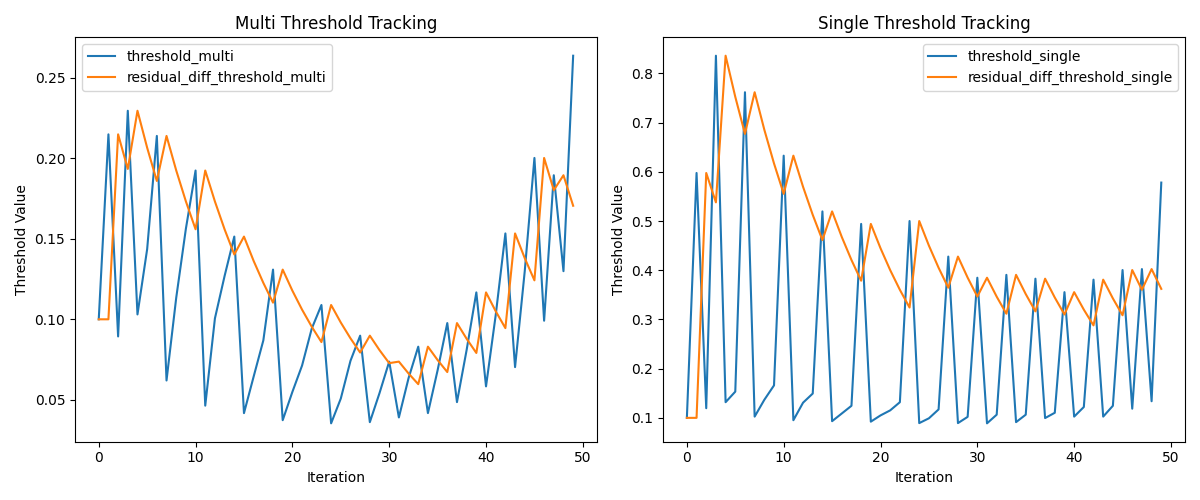 Multi Threshold Tracking
threshold_multi
residual_diff_threshold_multi
Threshold Value
0.25
0.20
0.15
0.10
0.05
0 10 20 30 40 50
Iteration
Single Threshold Tracking
threshold_single
residual_diff_threshold_single
Threshold Value
0.8
0.7
0.6
0.5
0.4
0.3
0.2
0.1
0 10 20 30 40 50
Iteration